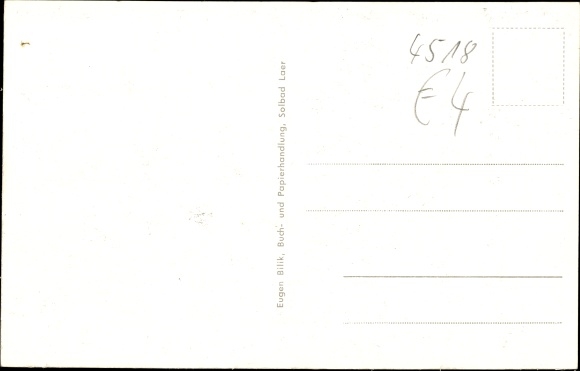 4518
€ 4
Eugen Bilik, Buch- und Papierhandlung, Solbad Laer